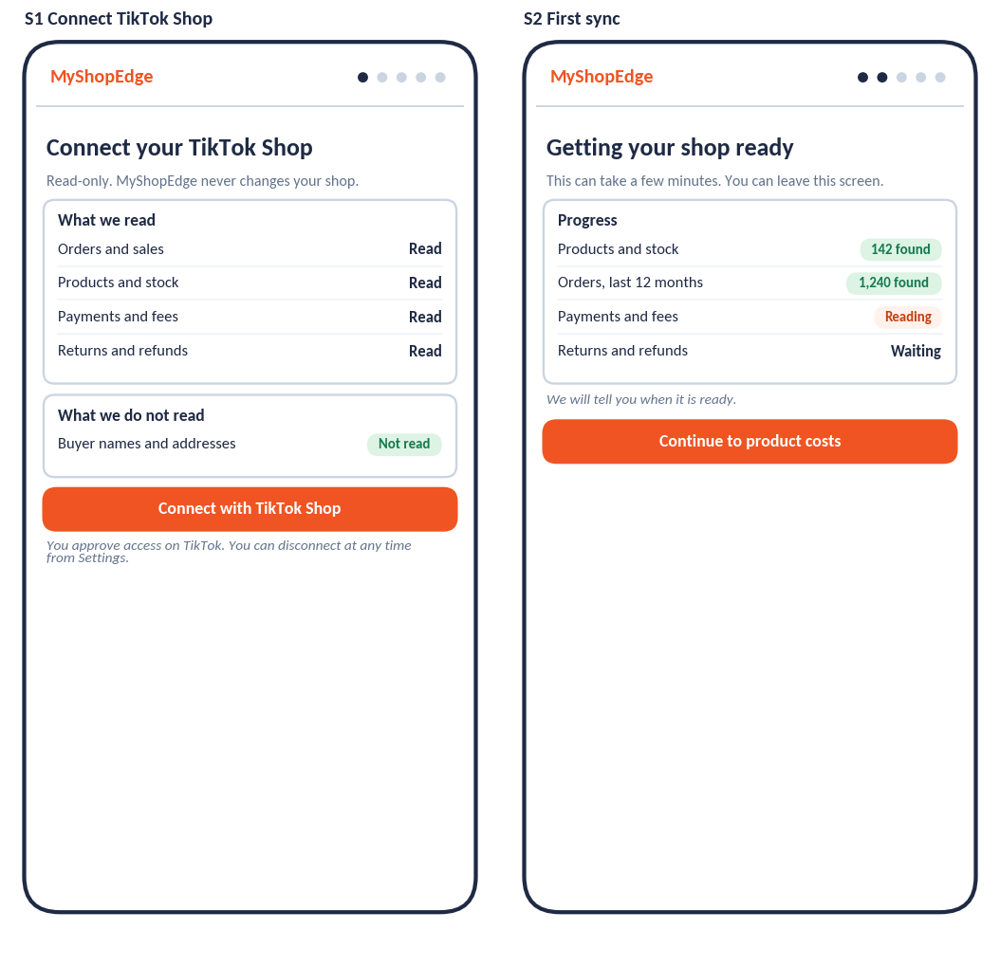 S1 Connect TikTok Shop
MyShopEdge
Connect your TikTok Shop
Read-only. MyShopEdge never changes your shop.
What we read
Orders and sales Read
Products and stock Read
Payments and fees Read
Returns and refunds Read
What we do not read
Buyer names and addresses Not read
Connect with TikTok Shop
You approve access on TikTok. You can disconnect at any time
from Settings.
S2 First sync
MyShopEdge
Getting your shop ready
This can take a few minutes. You can leave this screen.
Progress
Products and stock 142 found
Orders, last 12 months 1,240 found
Payments and fees Reading
Returns and refunds Waiting
We will tell you when it is ready.
Continue to product costs